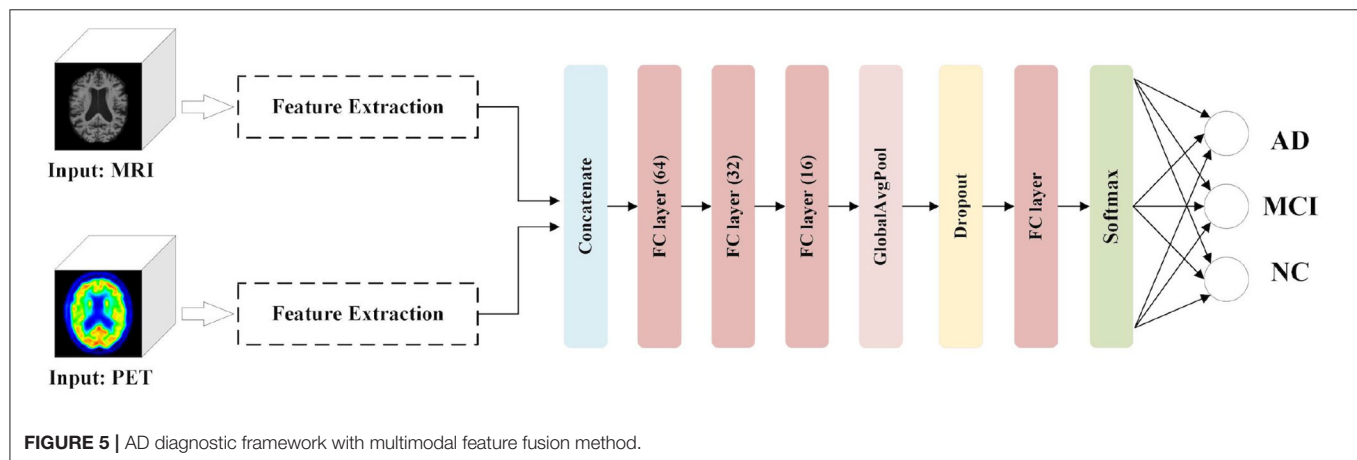 Input: MRI
Feature Extraction
Input: PET
Feature Extraction
Concatenate
FC layer (64)
FC layer (32)
FC layer (16)
GlobalAvgPool
Dropout
FC layer
Softmax
AD
MCI
NC
FIGURE 5 | AD diagnostic framework with multimodal feature fusion method.